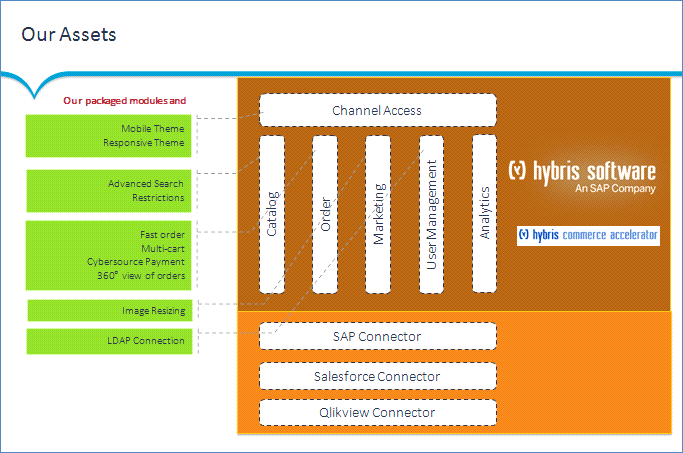 Our Assets
Our packaged modules and
Mobile Theme
Responsive Theme
Advanced Search
Restrictions
Fast order
Multi-cart
Cybersource Payment
360° view of orders
Image Resizing
LDAP Connection
Channel Access
Catalog
Order
Marketing
User Management
Analytics
hybris software
An SAP Company
hybris commerce accelerator
SAP Connector
Salesforce Connector
Qlikview Connector